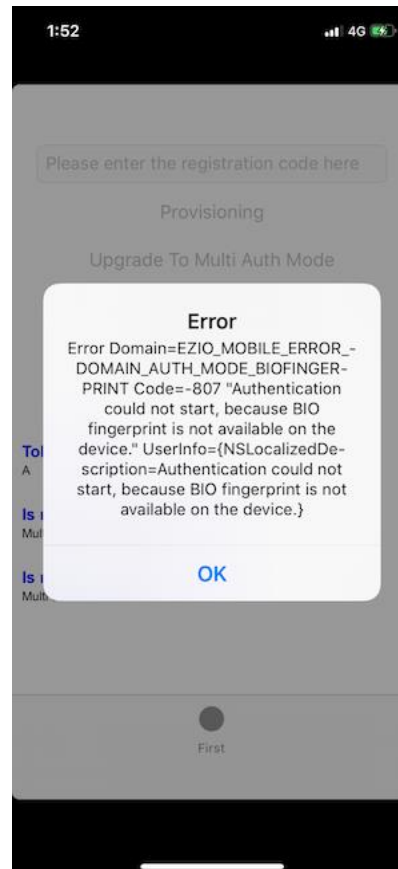 1:52
4G
Please enter the registration code here
Provisioning
Upgrade To Multi Auth Mode
Error
Error Domain=EZIO_MOBILE_ERROR_-
DOMAIN_AUTH_MODE_BIOFINGER-
PRINT Code=-807 "Authentication
could not start, because BIO
fingerprint is not available on the
device." UserInfo={NSLocalizedDe-
scription=Authentication could not
start, because BIO fingerprint is not
available on the device.}
A
Is
Is
OK
First